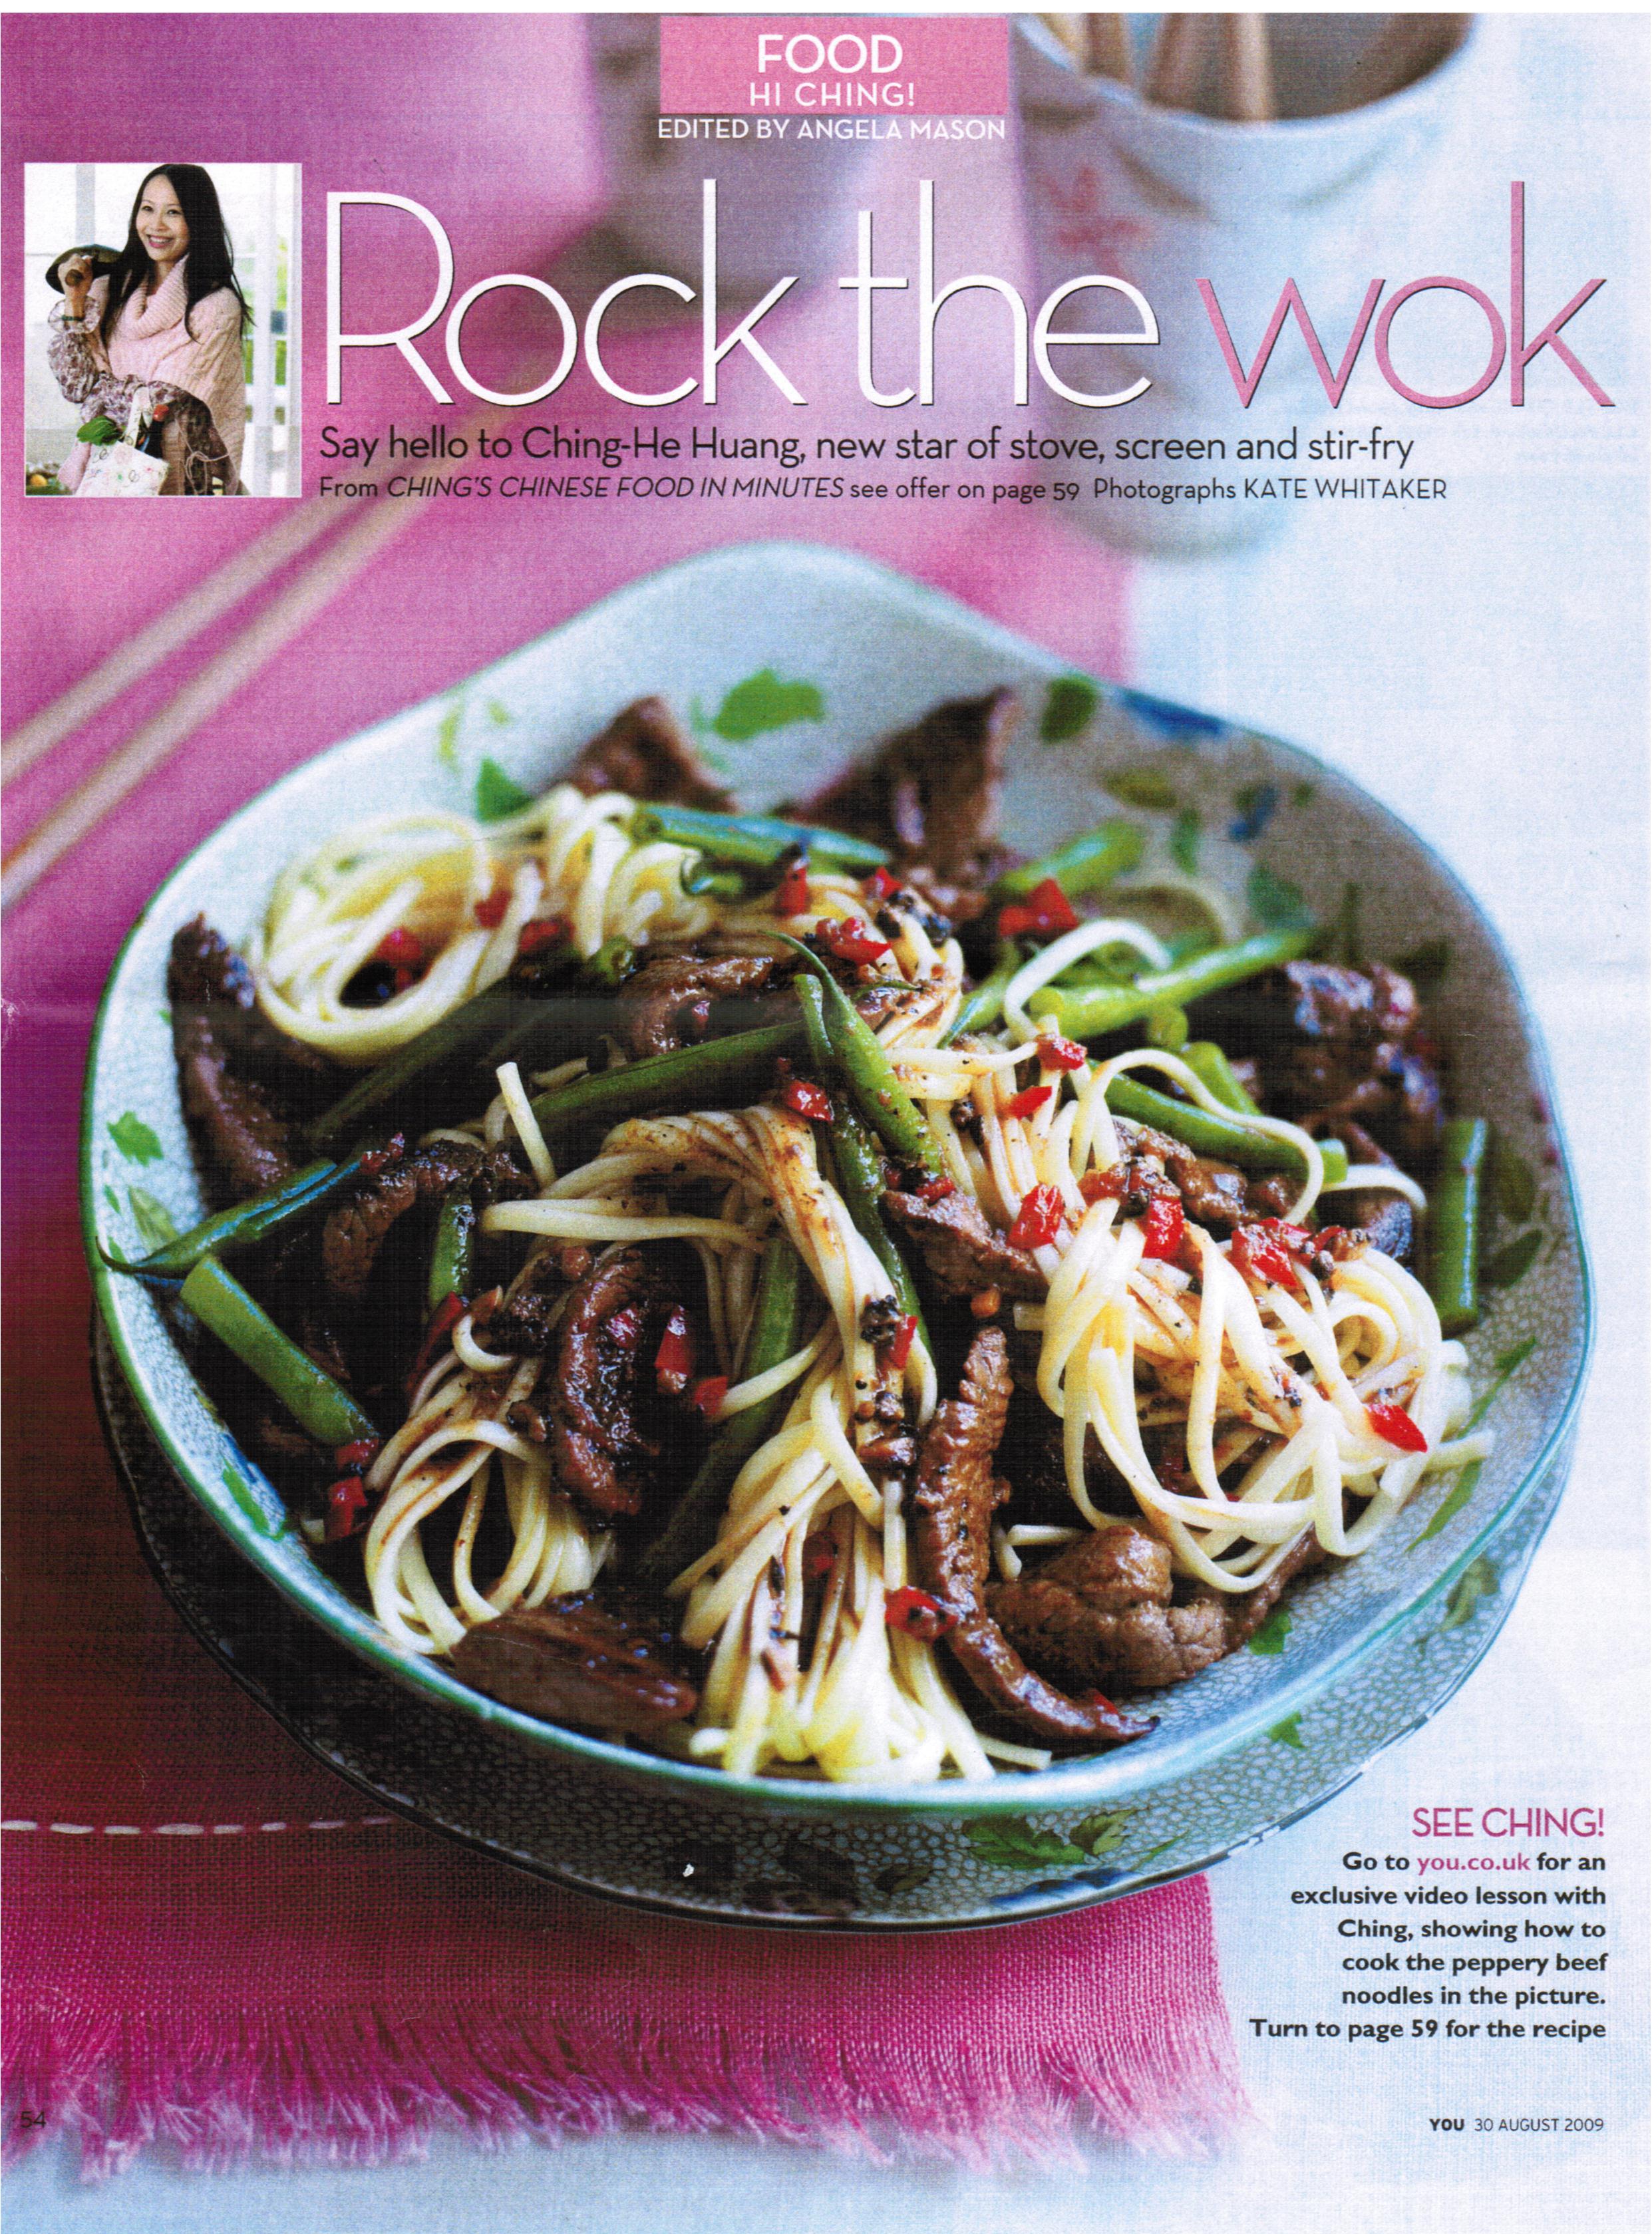 FOOD
HI CHING!
EDITED BY ANGELA MASON
Rock the wok
Say hello to Ching-He Huang, new star of stove, screen and stir-fry
From CHING'S CHINESE FOOD IN MINUTES see offer on page 59 Photographs KATE WHITAKER
SEE CHING!
Go to you.co.uk for an
exclusive video lesson with
Ching, showing how to
cook the peppery beef
noodles in the picture.
Turn to page 59 for the recipe
54
YOU 30 AUGUST 2009